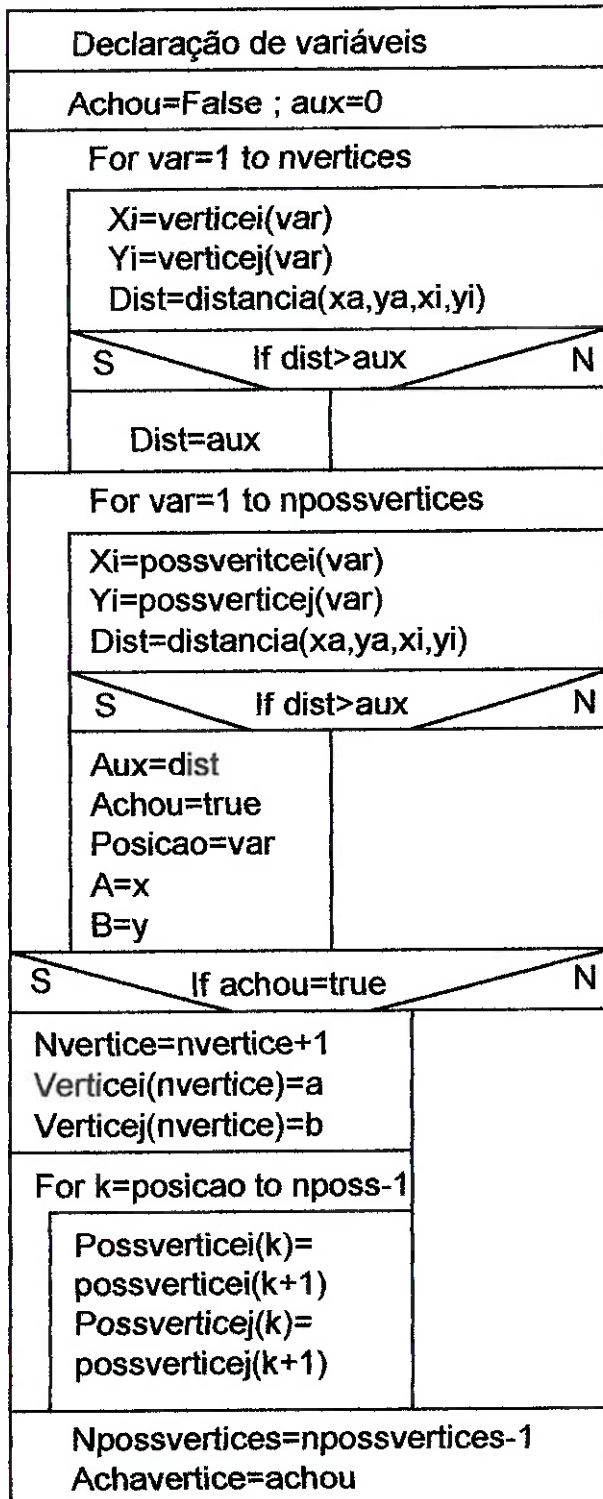 Declaração de variáveis
Achou=False ; aux=0
For var=1 to nvertices
Xi=verticei(var)
Yi=verticej(var)
Dist=distancia(xa,ya,xi,yi)
S If dist>aux N
Dist=aux
For var=1 to npossvertices
Xi=possveritcei(var)
Yi=possverticej(var)
Dist=distancia(xa,ya,xi,yi)
S If dist>aux N
Aux=dist
Achou=true
Posicao=var
A=x
B=y
S If achou=true N
Nvertice=nvertice+1
Verticei(nvertice)=a
Verticej(nvertice)=b
For k=posicao to nposs-1
Possverticei(k)=
possverticei(k+1)
Possverticej(k)=
possverticej(k+1)
Npossvertices=npossvertices-1
Achavertice=achou